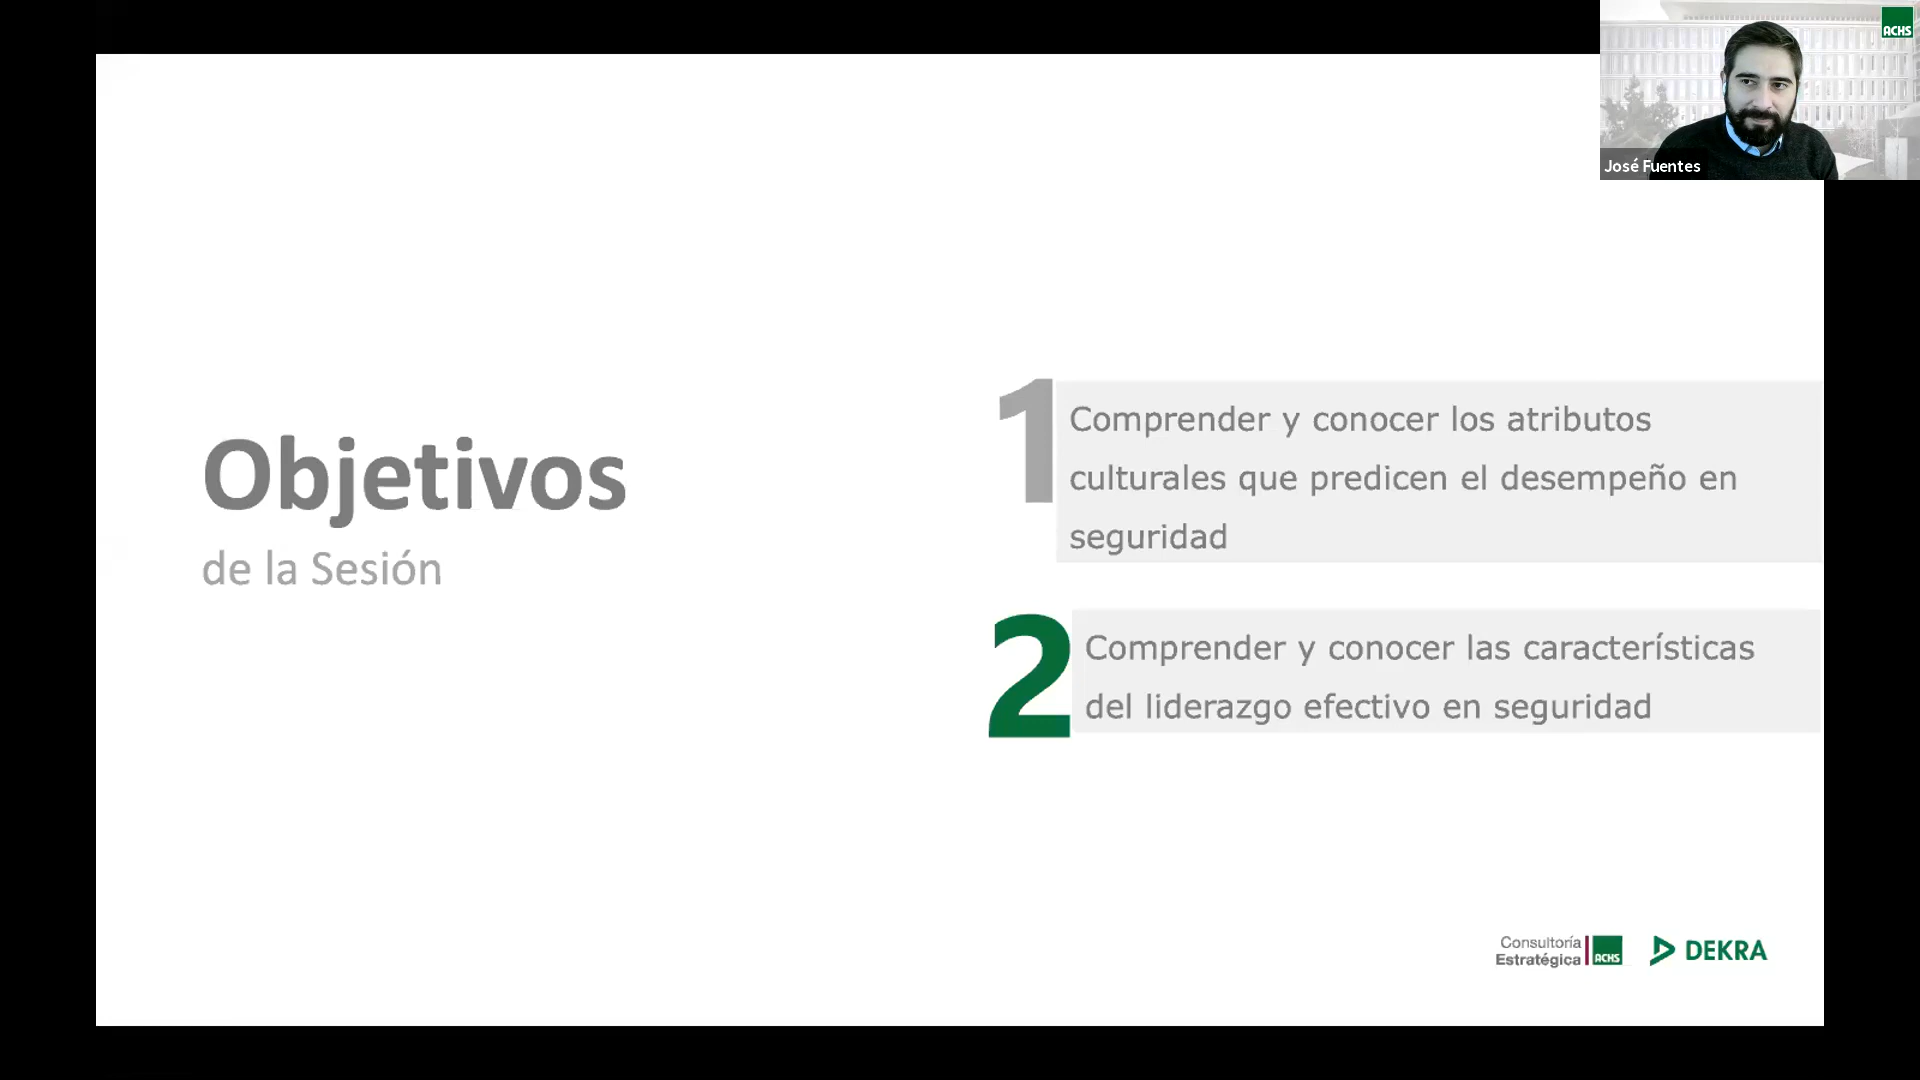 ACHS
José Fuentes
Objetivos
de la Sesión
1
Comprender y conocer los atributos
culturales que predicen el desempeño en
seguridad
2
Comprender y conocer las características
del liderazgo efectivo en seguridad
Consultoría
Estratégica
ACHS
DEKRA